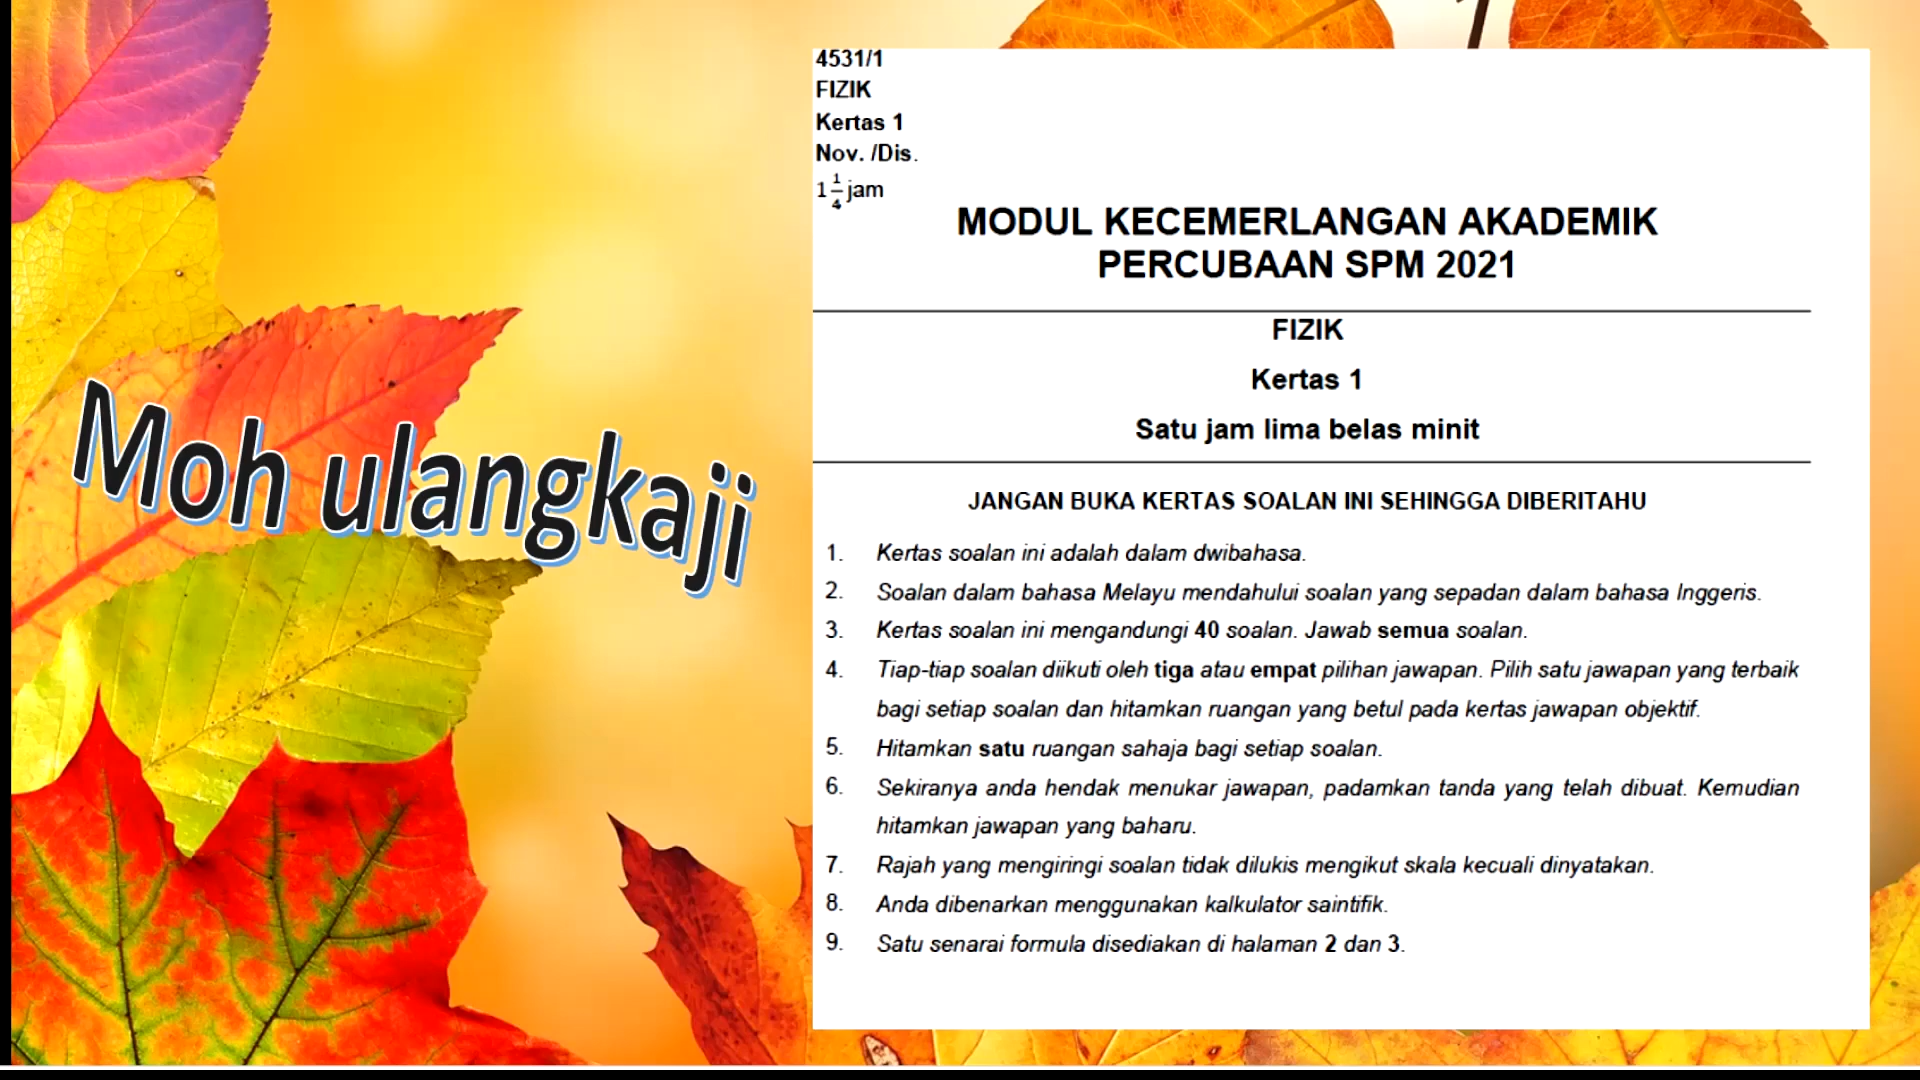 Moh ulangkaji
4531/1
FIZIK
Kertas 1
Nov. /Dis.
1 1/4 jam
MODUL KECEMERLANGAN AKADEMIK
PERCUBAAN SPM 2021
FIZIK
Kertas 1
Satu jam lima belas minit
JANGAN BUKA KERTAS SOALAN INI SEHINGGA DIBERITAHU
1. Kertas soalan ini adalah dalam dwibahasa.
2. Soalan dalam bahasa Melayu mendahului soalan yang sepadan dalam bahasa Inggeris.
3. Kertas soalan ini mengandungi 40 soalan. Jawab semua soalan.
4. Tiap-tiap soalan diikuti oleh tiga atau empat pilihan jawapan. Pilih satu jawapan yang terbaik
bagi setiap soalan dan hitamkan ruangan yang betul pada kertas jawapan objektif.
5. Hitamkan satu ruangan sahaja bagi setiap soalan.
6. Sekiranya anda hendak menukar jawapan, padamkan tanda yang telah dibuat. Kemudian
hitamkan jawapan yang baharu.
7. Rajah yang mengiringi soalan tidak dilukis mengikut skala kecuali dinyatakan.
8. Anda dibenarkan menggunakan kalkulator saintifik.
9. Satu senarai formula disediakan di halaman 2 dan 3.